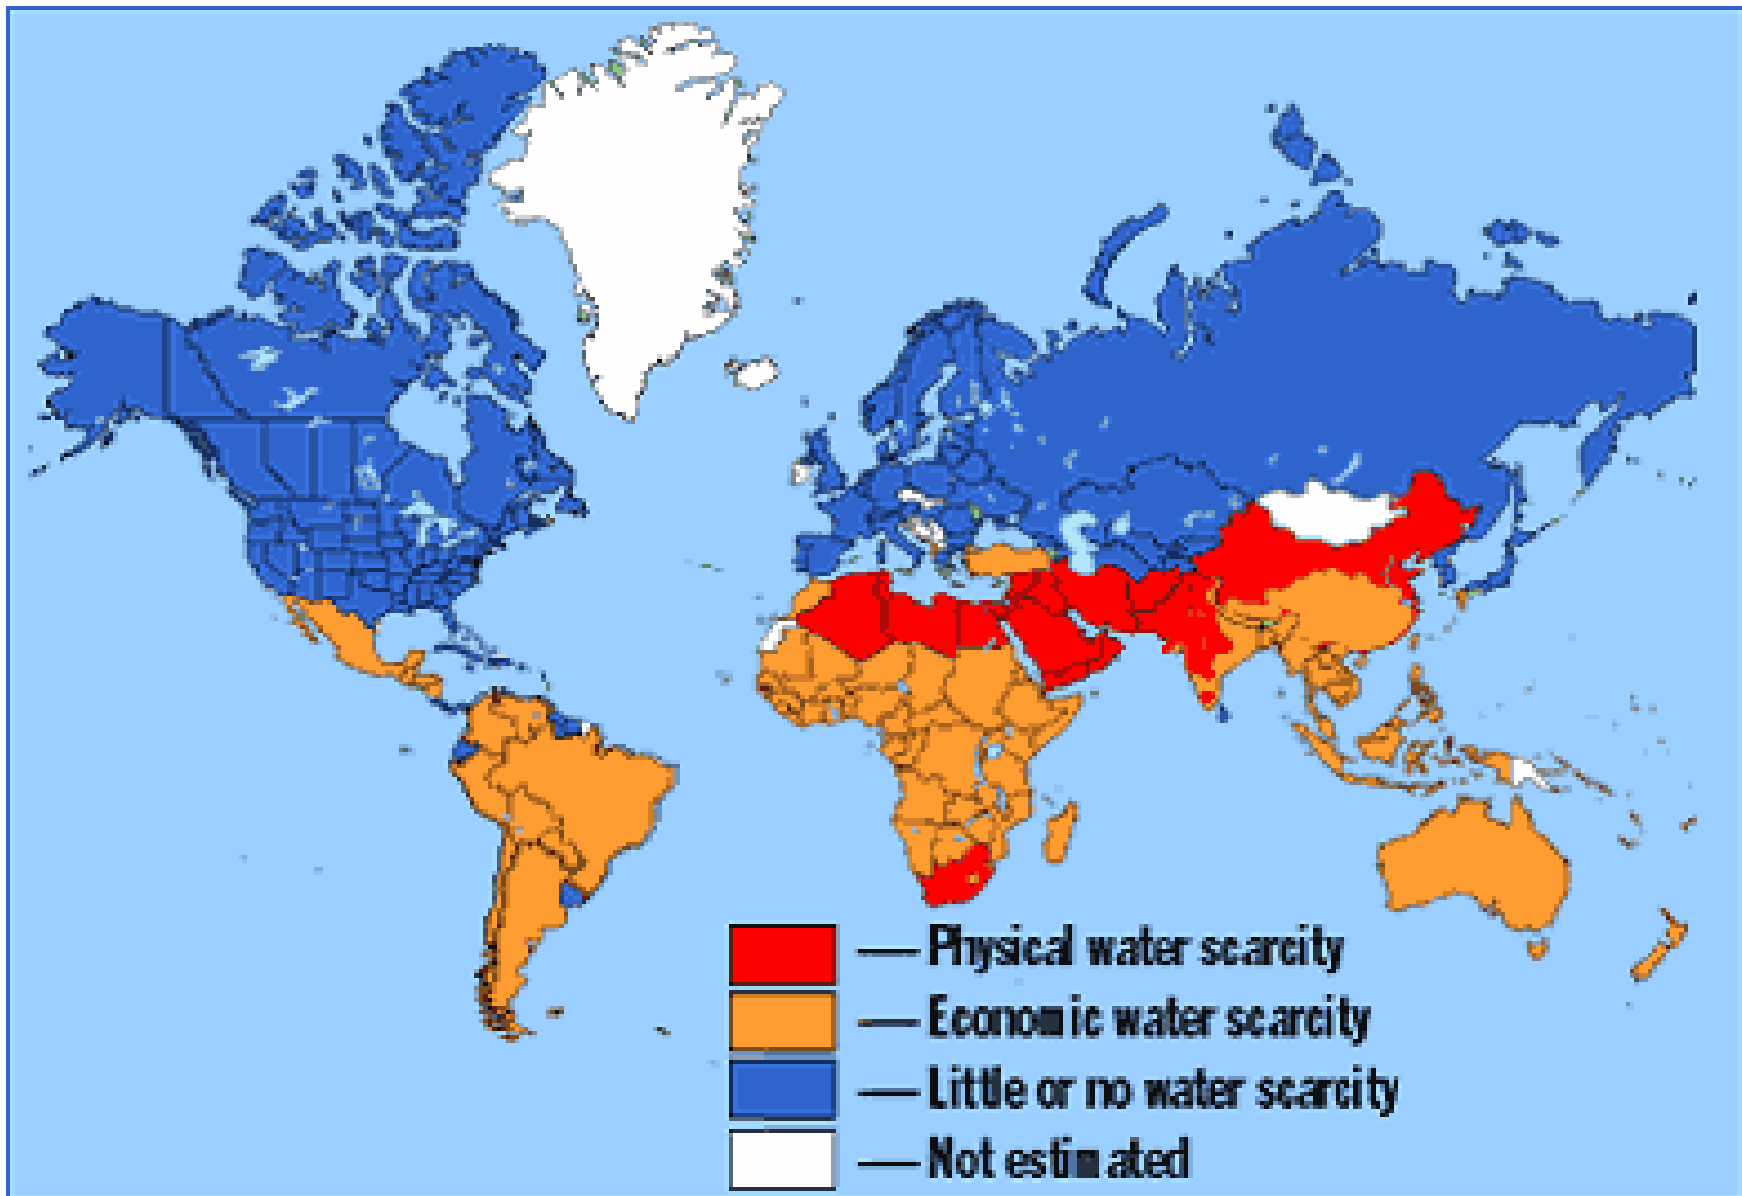 Physical water scarcity
Economic water scarcity
Little or no water scarcity
Not estimated